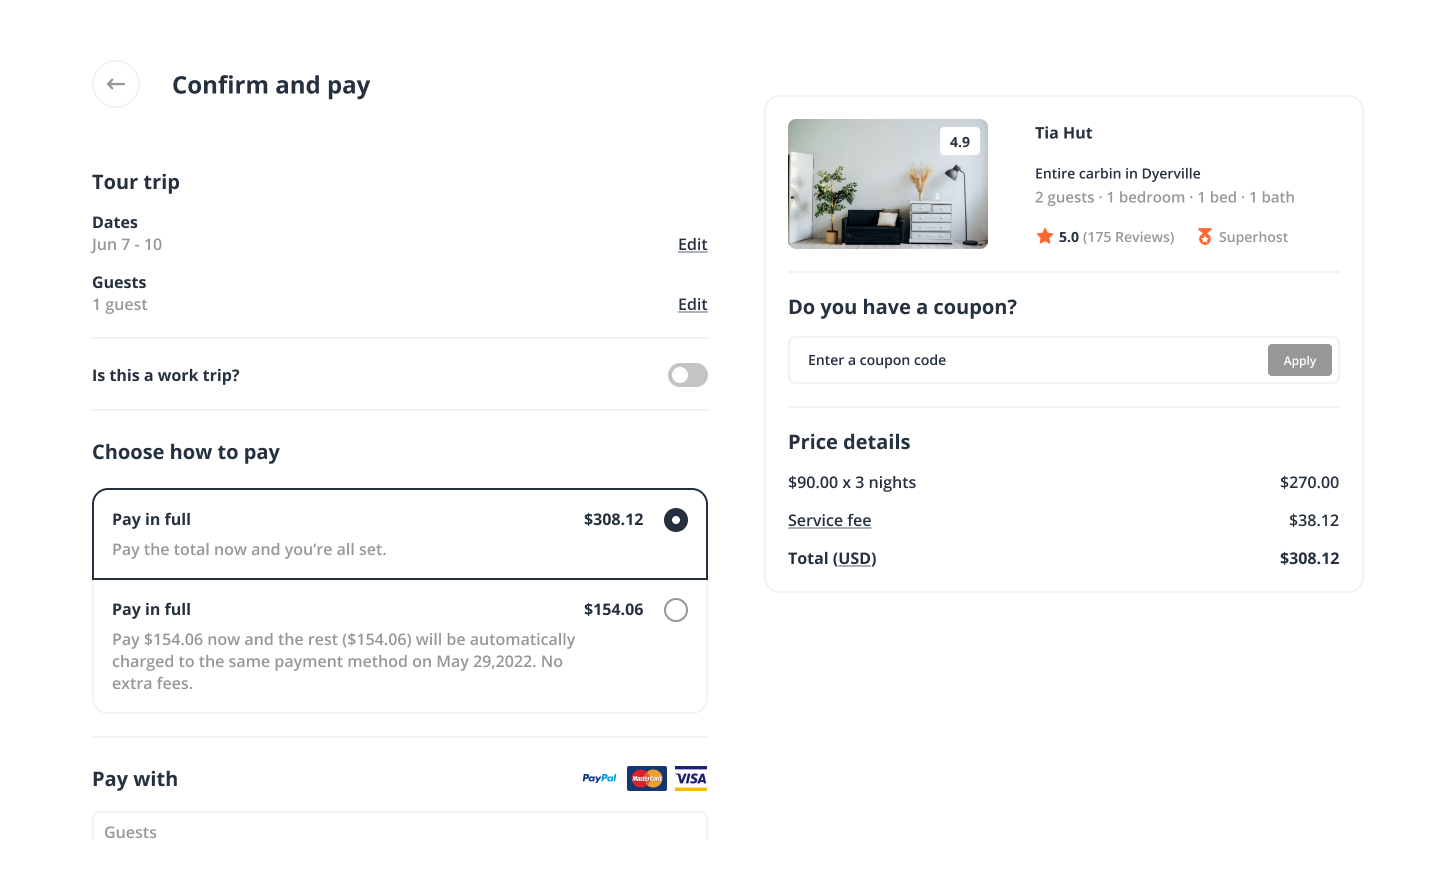 Confirm and pay
Tour trip
Dates
Jun 7 - 10
Edit
Guests
1 guest
Edit
Is this a work trip?
Choose how to pay
Pay in full
$308.12
Pay the total now and you’re all set.
Pay in full
$154.06
Pay $154.06 now and the rest ($154.06) will be automatically
charged to the same payment method on May 29,2022. No
extra fees.
Pay with
PayPal
MasterCard
VISA
Guests
4.9
Tia Hut
Entire carbin in Dyerville
2 guests · 1 bedroom · 1 bed · 1 bath
5.0 (175 Reviews)
Superhost
Do you have a coupon?
Enter a coupon code
Apply
Price details
$90.00 x 3 nights
$270.00
Service fee
$38.12
Total (USD)
$308.12